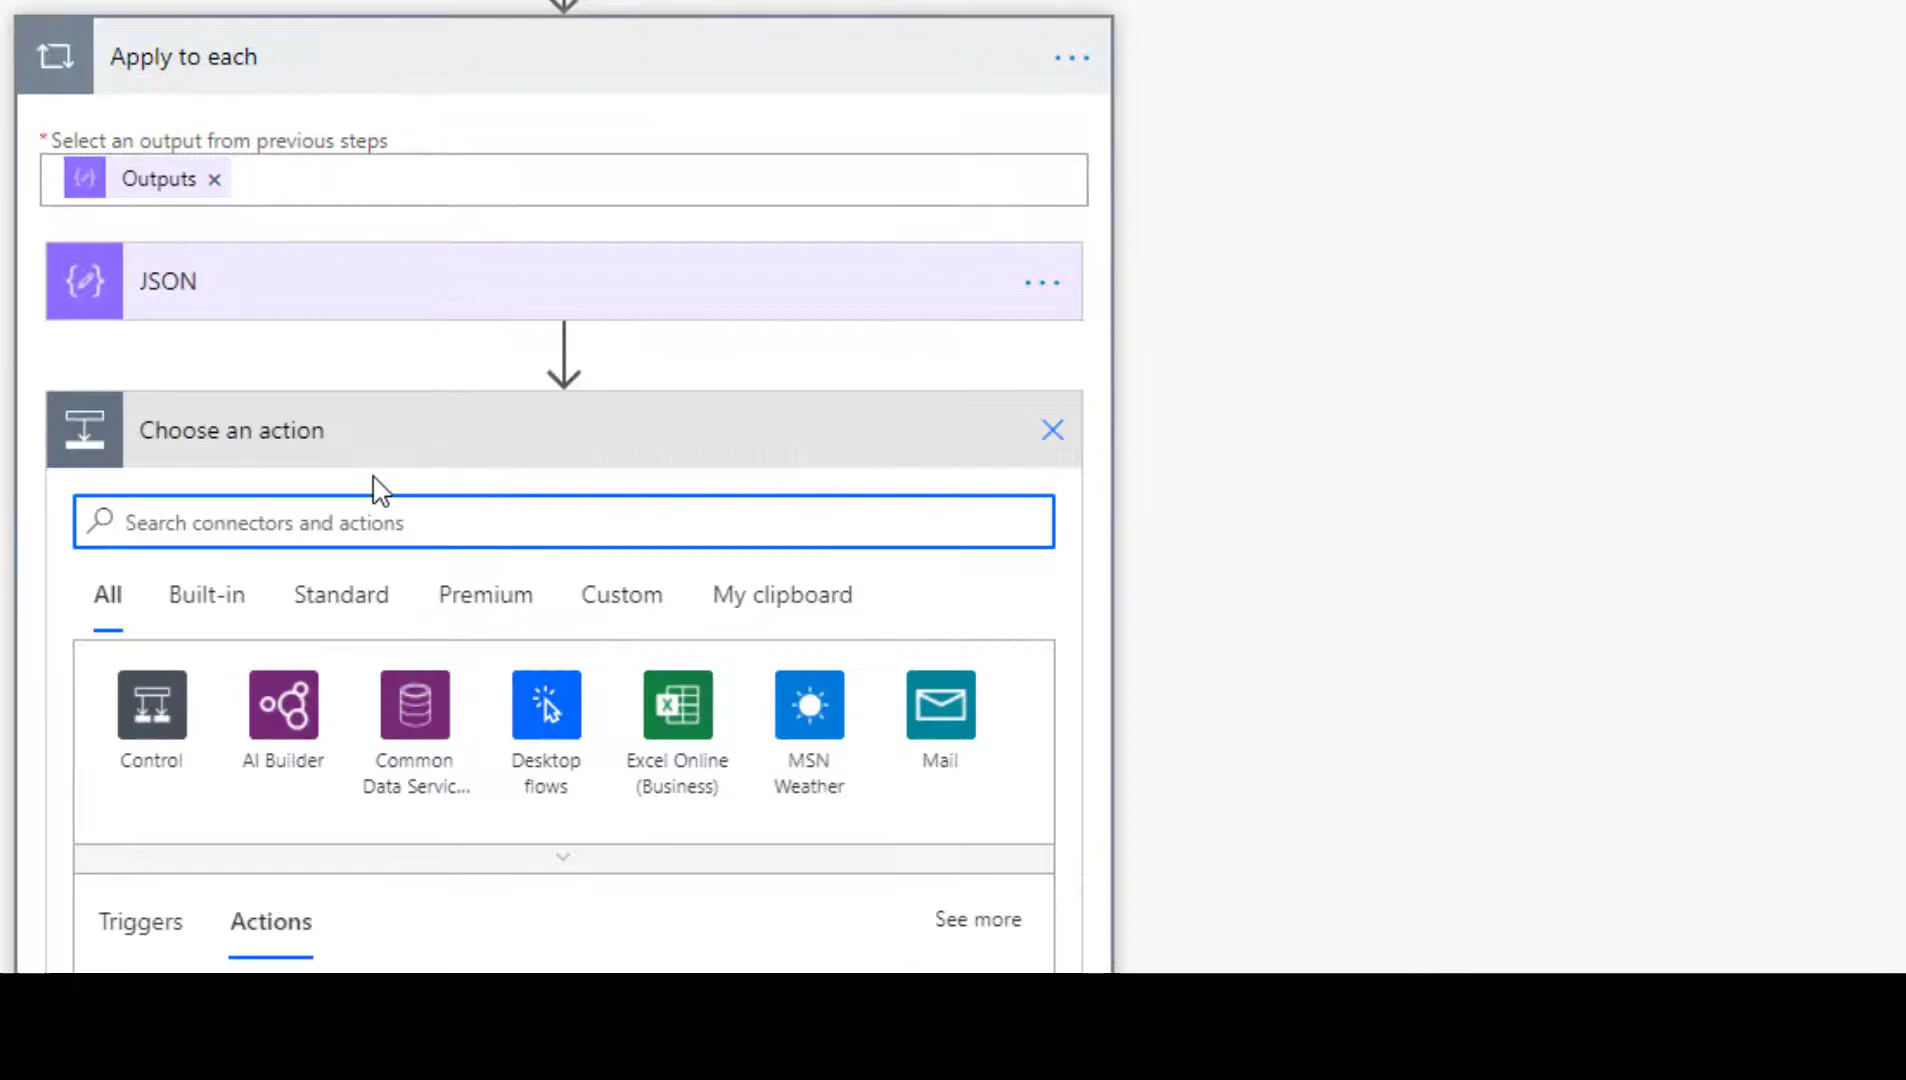 Apply to each
...
* Select an output from previous steps
Outputs ×
JSON
...
Choose an action
Search connectors and actions
All Built-in Standard Premium Custom My clipboard
Control AI Builder Common Desktop Excel Online MSN Mail
Data Servic... flows (Business) Weather
Triggers Actions See more